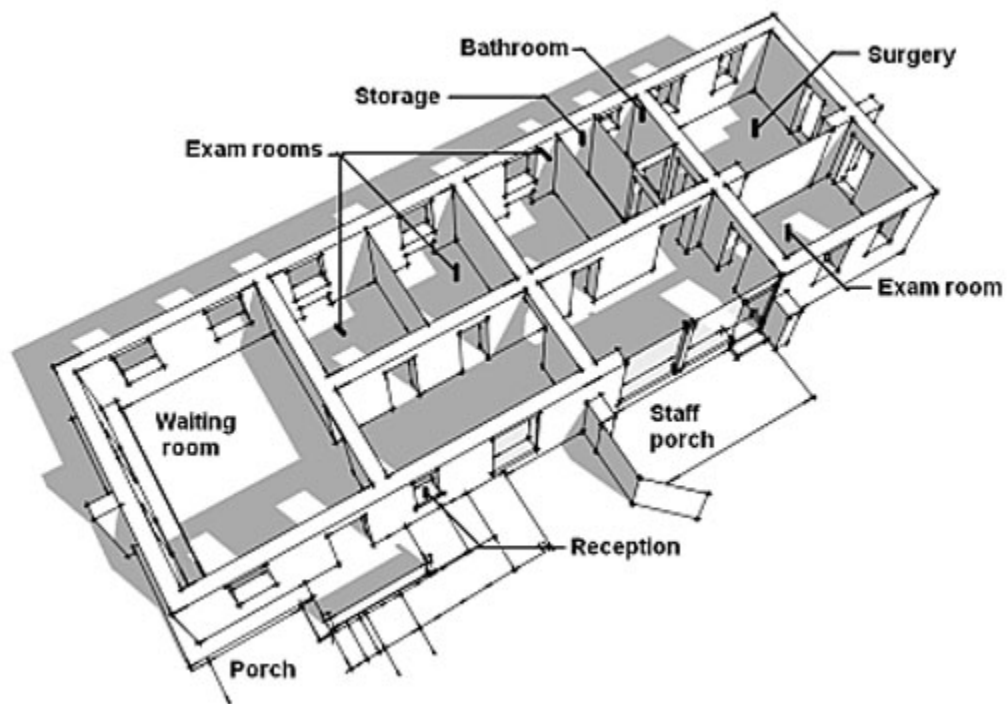 Bathroom
Surgery
Storage
Exam rooms
Exam room
Waiting
room
Staff
porch
Reception
Porch